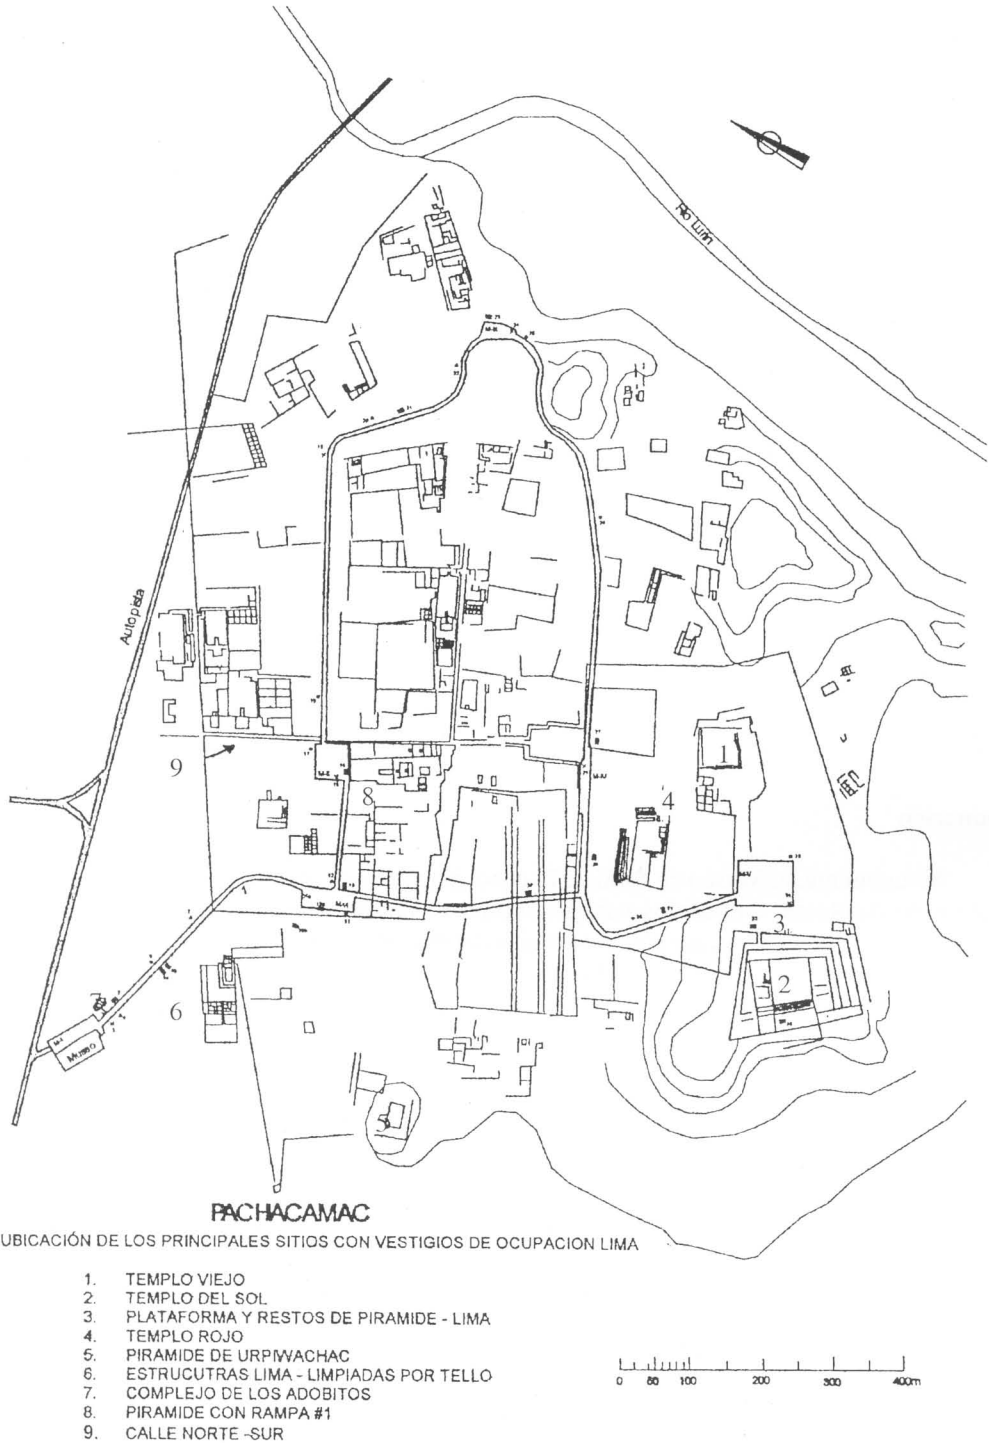 Río Lurín
Autopista
9
8
1
4
3
2
6
5
Museo
M-I
PACHACAMAC
UBICACIÓN DE LOS PRINCIPALES SITIOS CON VESTIGIOS DE OCUPACION LIMA
1. TEMPLO VIEJO
2. TEMPLO DEL SOL
3. PLATAFORMA Y RESTOS DE PIRAMIDE - LIMA
4. TEMPLO ROJO
5. PIRAMIDE DE URPIWACHAC
6. ESTRUCUTRAS LIMA - LIMPIADAS POR TELLO
7. COMPLEJO DE LOS ADOBITOS
8. PIRAMIDE CON RAMPA #1
9. CALLE NORTE -SUR
0 100 200 300 400m